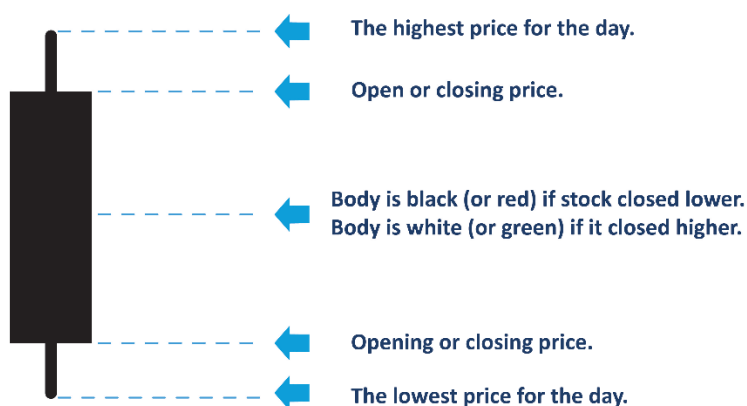 The highest price for the day.
Open or closing price.
Body is black (or red) if stock closed lower.
Body is white (or green) if it closed higher.
Opening or closing price.
The lowest price for the day.